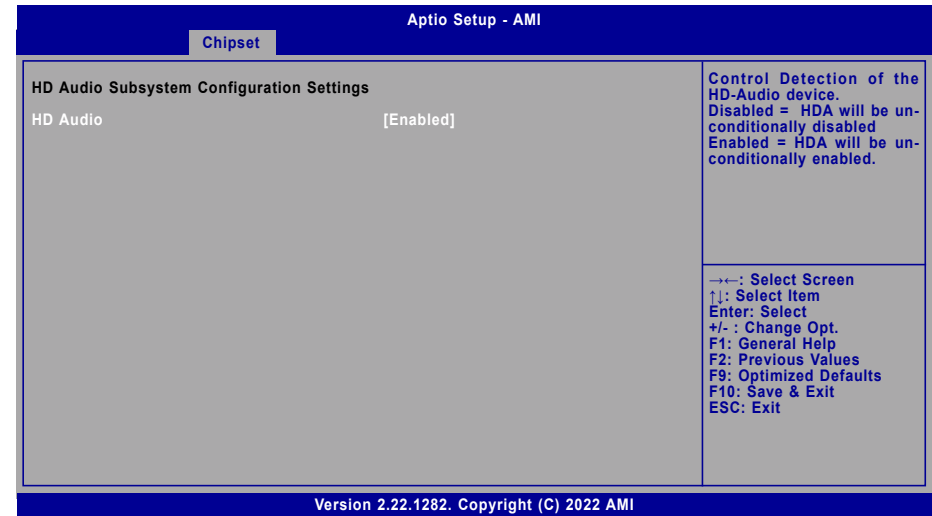 Aptio Setup - AMI
Chipset
HD Audio Subsystem Configuration Settings
HD Audio [Enabled]
Control Detection of the
HD-Audio device.
Disabled = HDA will be un-
conditionally disabled
Enabled = HDA will be un-
conditionally enabled.
→←: Select Screen
↑↓: Select Item
Enter: Select
+/- : Change Opt.
F1: General Help
F2: Previous Values
F9: Optimized Defaults
F10: Save & Exit
ESC: Exit
Version 2.22.1282. Copyright (C) 2022 AMI